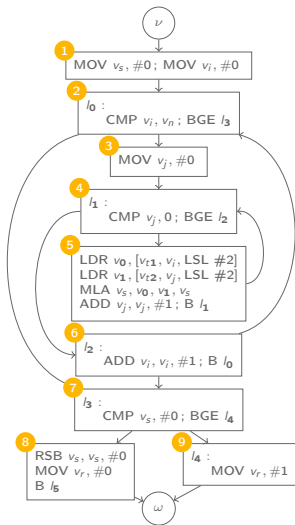 ν
1
MOV v_s, #0; MOV v_i, #0
2
l_0 :
CMP v_i, v_n; BGE l_3
3
MOV v_j, #0
4
l_1 :
CMP v_j, 0; BGE l_2
5
LDR v_0, [v_t1, v_j, LSL #2]
LDR v_1, [v_t2, v_j, LSL #2]
MLA v_s, v_0, v_1, v_s
ADD v_j, v_j, #1; B l_1
6
l_2 :
ADD v_i, v_i, #1; B l_0
7
l_3 :
CMP v_s, #0; BGE l_4
8
RSB v_s, v_s, #0
MOV v_r, #0
B l_5
9
l_4 :
MOV v_r, #1
ω